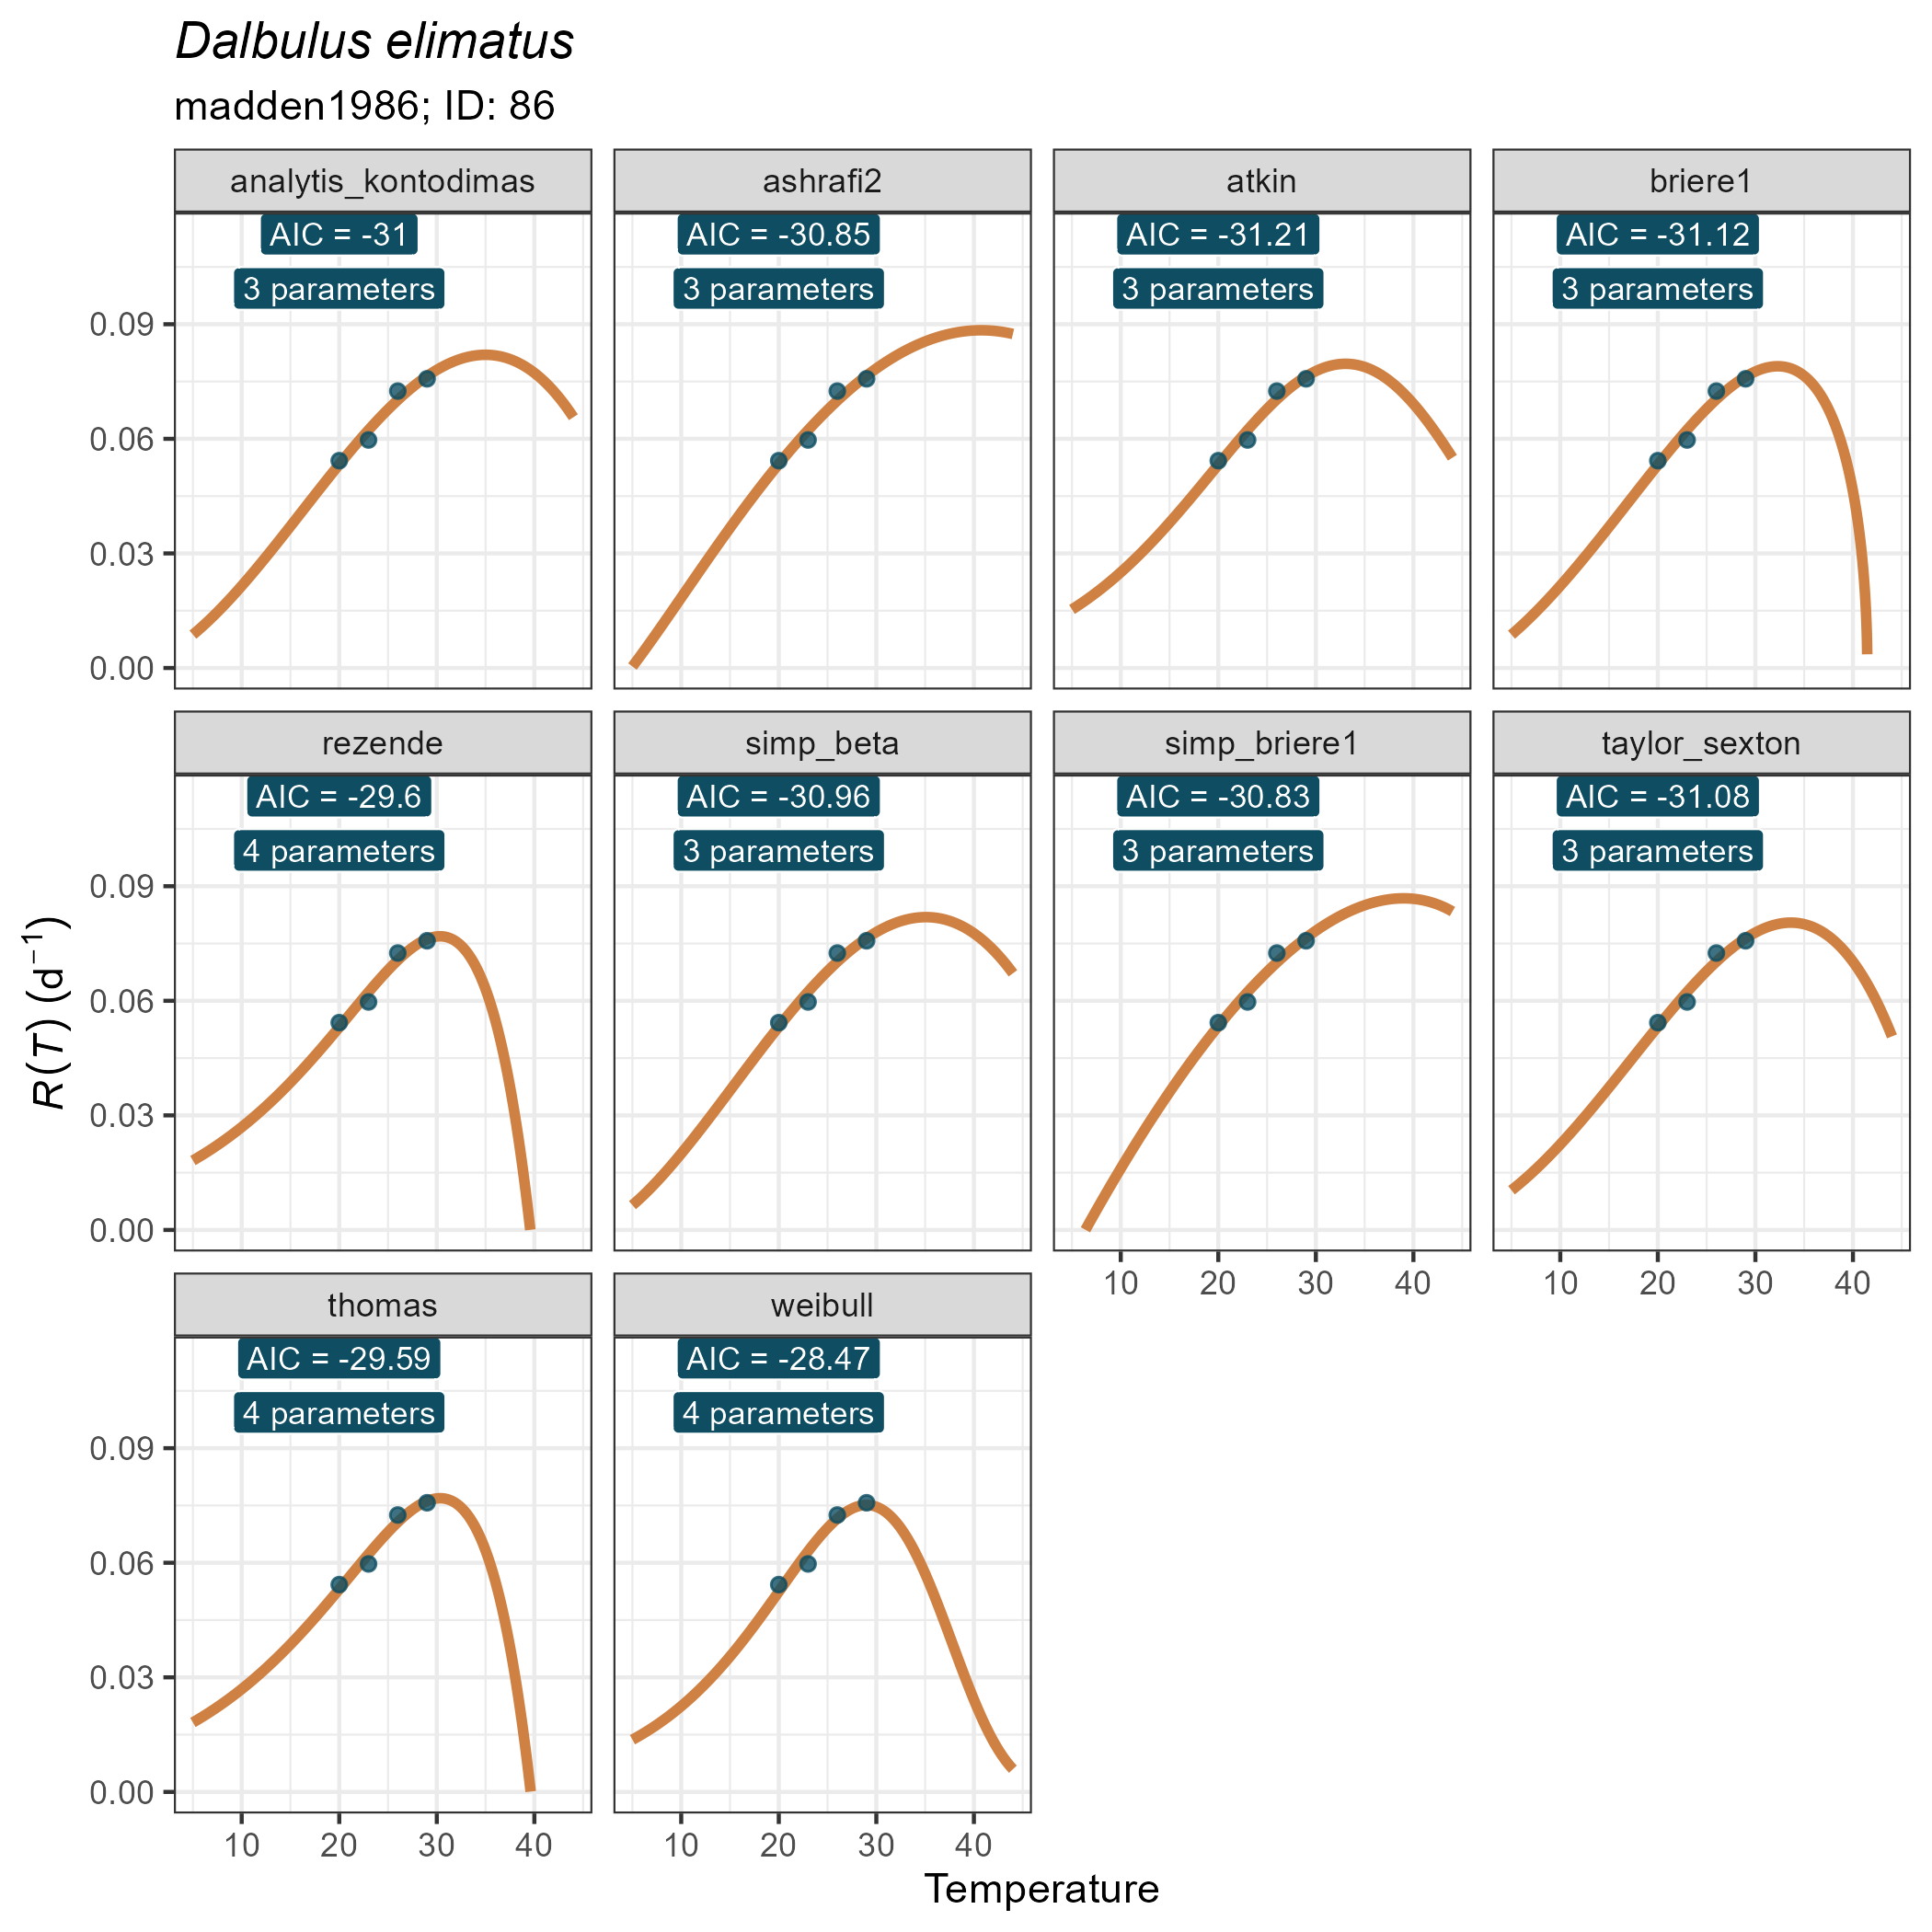 Dalbulus elimatus
madden1986; ID: 86
analytis_kontodimas
ashrafi2
atkin
briere1
AIC = -31
AIC = -30.85
AIC = -31.21
AIC = -31.12
3 parameters
3 parameters
3 parameters
3 parameters
0.09
0.06
0.03
0.00
rezende
simp_beta
simp_briere1
taylor_sexton
AIC = -29.6
AIC = -30.96
AIC = -30.83
AIC = -31.08
4 parameters
3 parameters
3 parameters
3 parameters
0.09
0.06
0.03
0.00
R(T) (d⁻¹)
10 20 30 40
10 20 30 40
thomas
weibull
AIC = -29.59
AIC = -28.47
4 parameters
4 parameters
0.09
0.06
0.03
0.00
10 20 30 40
10 20 30 40
Temperature